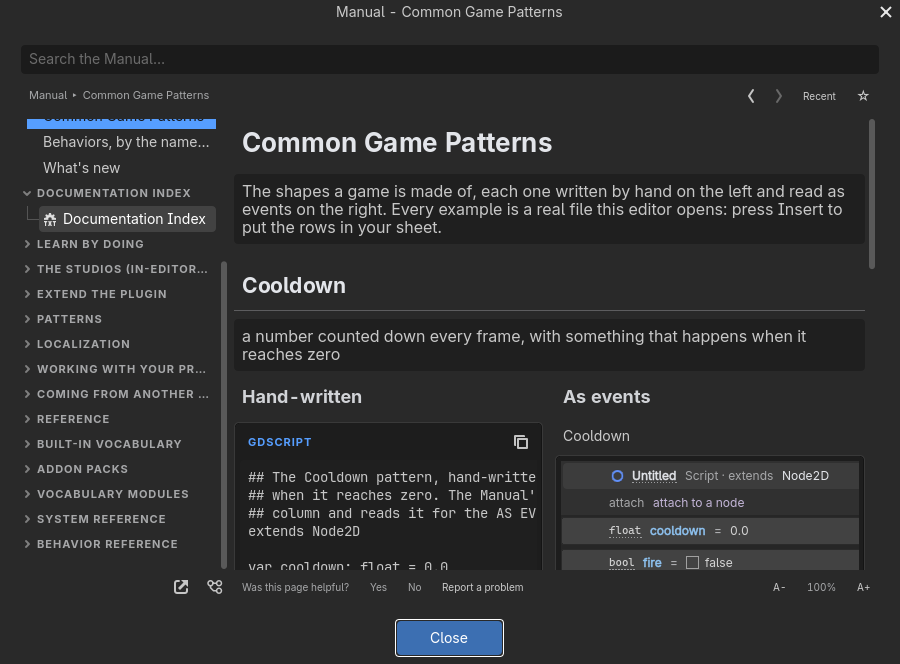 Manual - Common Game Patterns
Search the Manual...
Manual ▸ Common Game Patterns
Recent
Common Game Patterns
Behaviors, by the name...
What's new
DOCUMENTATION INDEX
Documentation Index
LEARN BY DOING
THE STUDIOS (IN-EDITOR...
EXTEND THE PLUGIN
PATTERNS
LOCALIZATION
WORKING WITH YOUR PR...
COMING FROM ANOTHER ...
REFERENCE
BUILT-IN VOCABULARY
ADDON PACKS
VOCABULARY MODULES
SYSTEM REFERENCE
BEHAVIOR REFERENCE
Common Game Patterns
The shapes a game is made of, each one written by hand on the left and read as
events on the right. Every example is a real file this editor opens: press Insert to
put the rows in your sheet.
Cooldown
a number counted down every frame, with something that happens when it
reaches zero
Hand-written
GDSCRIPT
## The Cooldown pattern, hand-writte
## when it reaches zero. The Manual'
## column and reads it for the AS EV
extends Node2D
var cooldown: float = 0.0
As events
Cooldown
Untitled Script · extends Node2D
attach attach to a node
float cooldown = 0.0
bool fire = false
Was this page helpful? Yes No Report a problem
A- 100% A+
Close